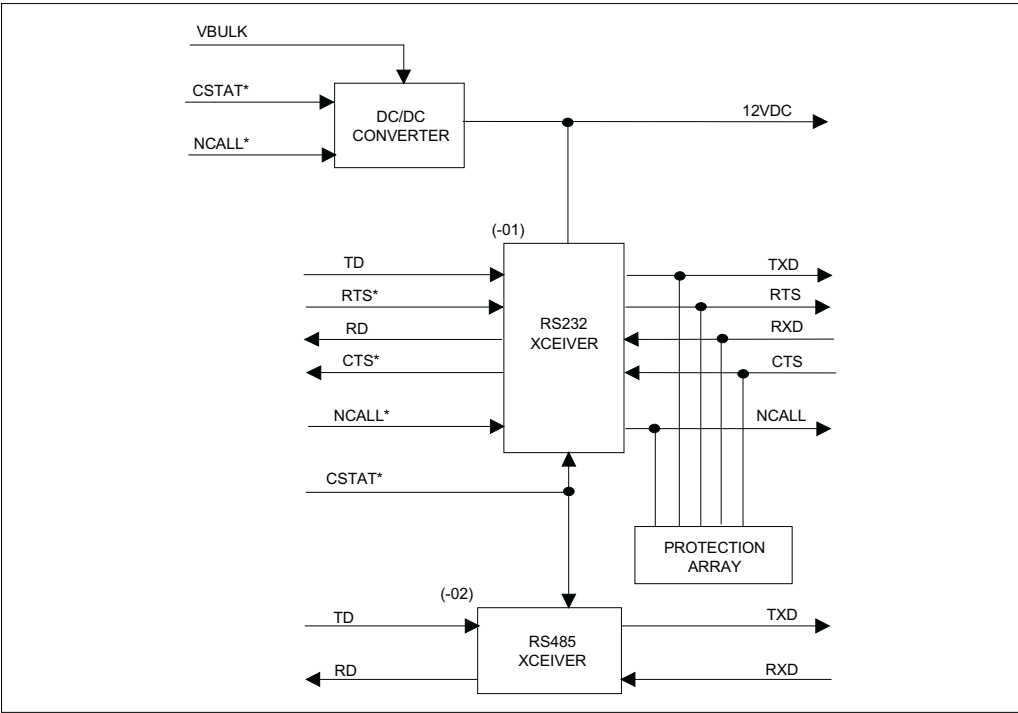 VBULK
CSTAT*
NCALL*
DC/DC
CONVERTER
12VDC
(-01)
TD
RTS*
RD
CTS*
NCALL*
CSTAT*
RS232
XCEIVER
TXD
RTS
RXD
CTS
NCALL
PROTECTION
ARRAY
(-02)
TD
RD
RS485
XCEIVER
TXD
RXD